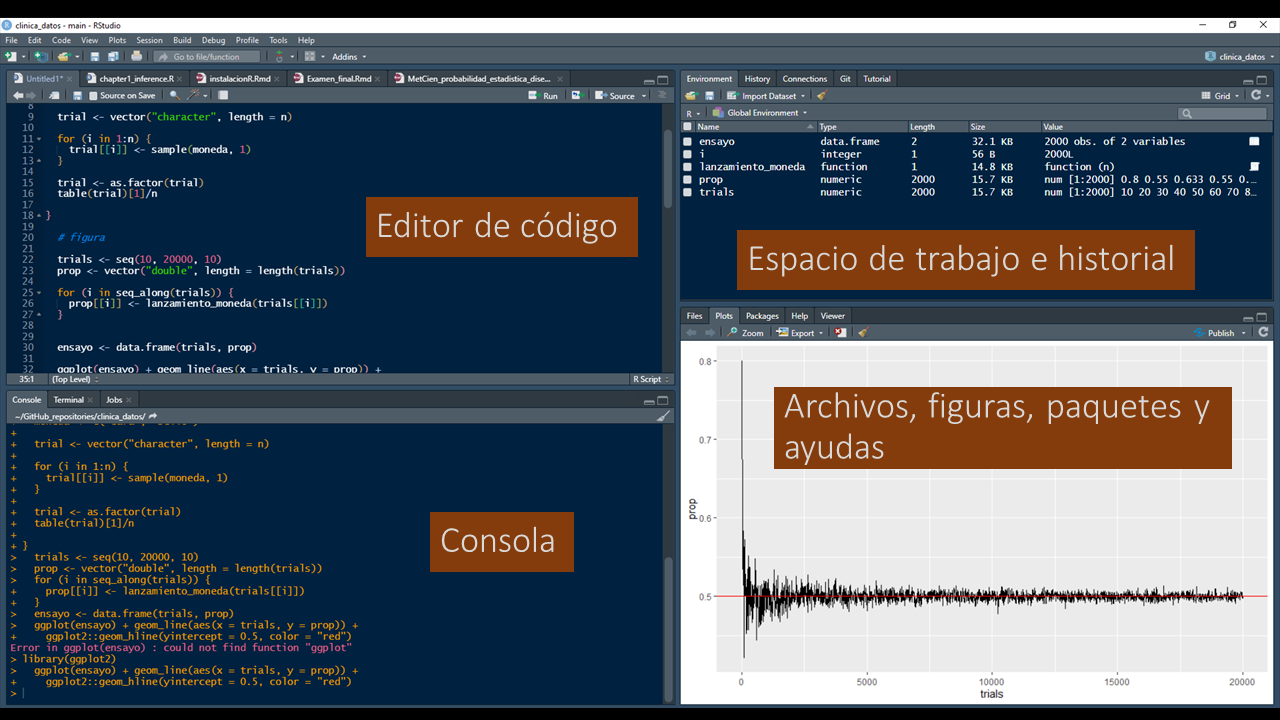 clinica_datos - main - RStudio
File Edit Code View Plots Session Build Debug Profile Tools Help
Go to file/function Addins clinica_datos
Untitled1* chapter1_inference.R instalacionR.Rmd Examen_final.Rmd MetCien_probabilidad_estadistica_dise...
Source on Save Run Source
8
9 trial <- vector("character", length = n)
10
11 for (i in 1:n) {
12 trial[[i]] <- sample(moneda, 1)
13 }
14
15 trial <- as.factor(trial)
16 table(trial)[1]/n
17
18 }
19
20 # figura
21
22 trials <- seq(10, 20000, 10)
23 prop <- vector("double", length = length(trials))
24
25 for (i in seq_along(trials)) {
26 prop[[i]] <- lanzamiento_moneda(trials[[i]])
27 }
28
29
30 ensayo <- data.frame(trials, prop)
31
32 ggplot(ensayo) + geom_line(aes(x = trials, y = prop)) +
35:1 (Top Level) R Script
Editor de código
Console Terminal Jobs
~/GitHub_repositories/clinica_datos/
+
+ trial <- vector("character", length = n)
+
+ for (i in 1:n) {
+ trial[[i]] <- sample(moneda, 1)
+ }
+
+ trial <- as.factor(trial)
+ table(trial)[1]/n
+
+ }
> trials <- seq(10, 20000, 10)
> prop <- vector("double", length = length(trials))
> for (i in seq_along(trials)) {
+ prop[[i]] <- lanzamiento_moneda(trials[[i]])
+ }
> ensayo <- data.frame(trials, prop)
> ggplot(ensayo) + geom_line(aes(x = trials, y = prop)) +
+ ggplot2::geom_hline(yintercept = 0.5, color = "red")
Error in ggplot(ensayo) : could not find function "ggplot"
> library(ggplot2)
> ggplot(ensayo) + geom_line(aes(x = trials, y = prop)) +
+ ggplot2::geom_hline(yintercept = 0.5, color = "red")
>
Consola
Environment History Connections Git Tutorial
Import Dataset Grid
R Global Environment
Name Type Length Size Value
ensayo data.frame 2 32.1 KB 2000 obs. of 2 variables
i integer 1 56 B 2000L
lanzamiento_moneda function 1 14.8 KB function (n)
prop numeric 2000 15.7 KB num [1:2000] 0.8 0.55 0.633 0.55 0...
trials numeric 2000 15.7 KB num [1:2000] 10 20 30 40 50 60 70 8...
Espacio de trabajo e historial
Files Plots Packages Help Viewer
Zoom Export Publish
Archivos, figuras, paquetes y
ayudas
0.8
0.7
0.6
0.5
prop
0 5000 10000 15000 20000
trials